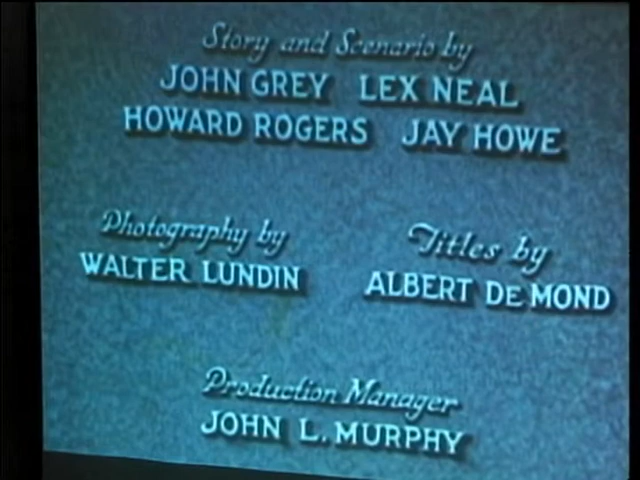 Story and Scenario by
JOHN GREY LEX NEAL
HOWARD ROGERS JAY HOWE
Photography by
WALTER LUNDIN
Titles by
ALBERT DE MOND
Production Manager
JOHN L. MURPHY